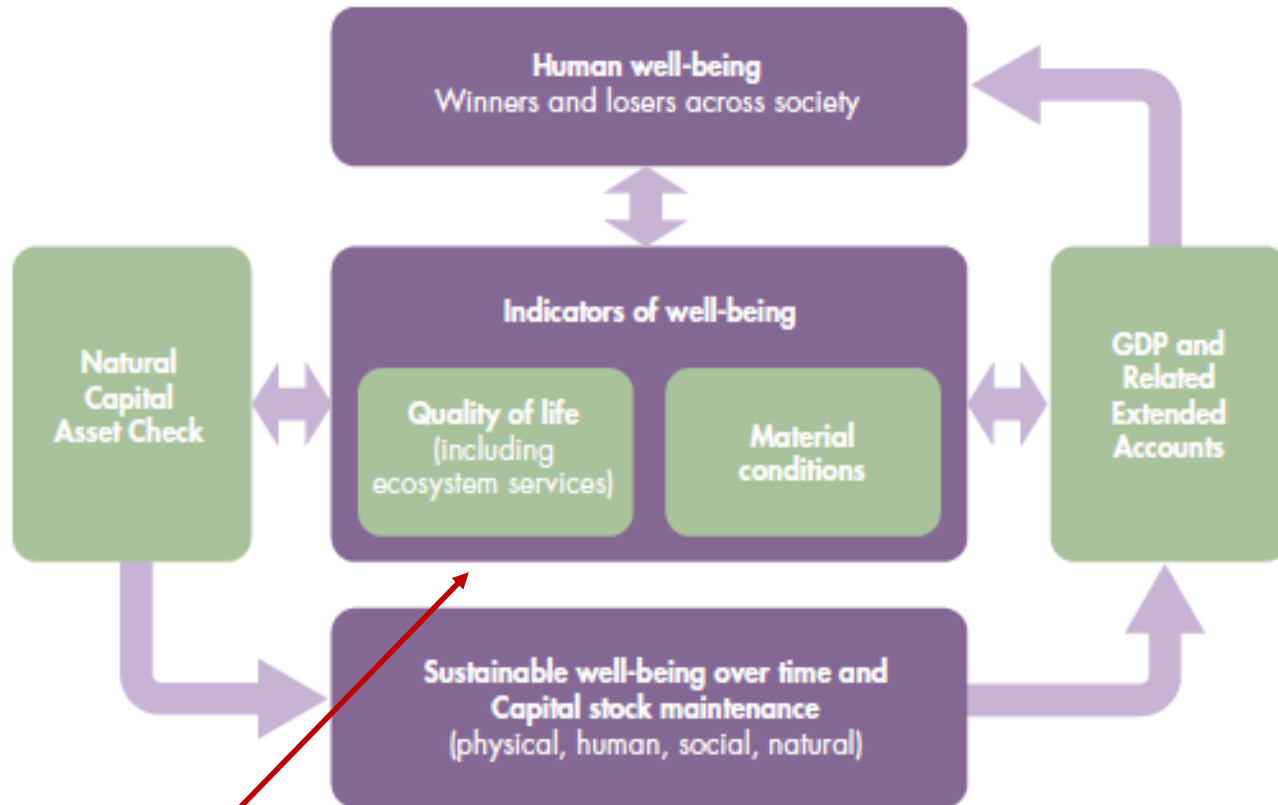 Human well-being
Winners and losers across society
Indicators of well-being
Natural
Capital
Asset Check
Quality of life
(including
ecosystem services)
Material
conditions
GDP and
Related
Extended
Accounts
Sustainable well-being over time and
Capital stock maintenance
(physical, human, social, natural)